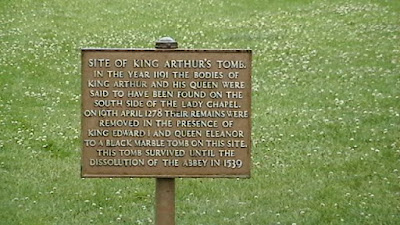 SITE OF KING ARTHUR'S TOMB.
IN THE YEAR 1191 THE BODIES OF
KING ARTHUR AND HIS QUEEN WERE
SAID TO HAVE BEEN FOUND ON THE
SOUTH SIDE OF THE LADY CHAPEL.
ON 19TH APRIL 1278 THEIR REMAINS WERE
REMOVED IN THE PRESENCE OF
KING EDWARD I AND QUEEN ELEANOR
TO A BLACK MARBLE TOMB ON THIS SITE.
THIS TOMB SURVIVED UNTIL THE
DISSOLUTION OF THE ABBEY IN 1539